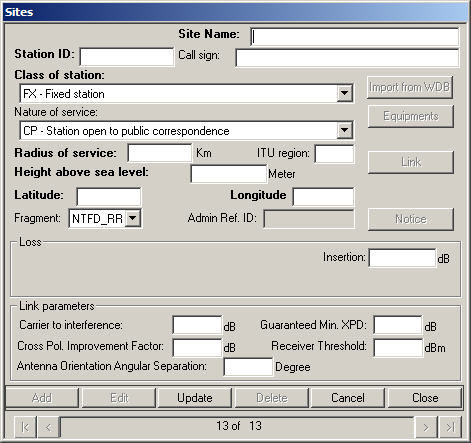 Sites
Site Name:
Station ID: Call sign:
Class of station:
FX - Fixed station
Import from WDB
Nature of service:
Equipments
CP - Station open to public correspondence
Radius of service: Km ITU region:
Link
Height above sea level: Meter
Latitude: Longitude
Fragment: NTFD_RR Admin Ref. ID: Notice
Loss
Insertion: dB
Link parameters
Carrier to interference: dB Guaranteed Min. XPD: dB
Cross Pol. Improvement Factor: dB Receiver Threshold: dBm
Antenna Orientation Angular Separation: Degree
Add Edit Update Delete Cancel Close
13 of 13